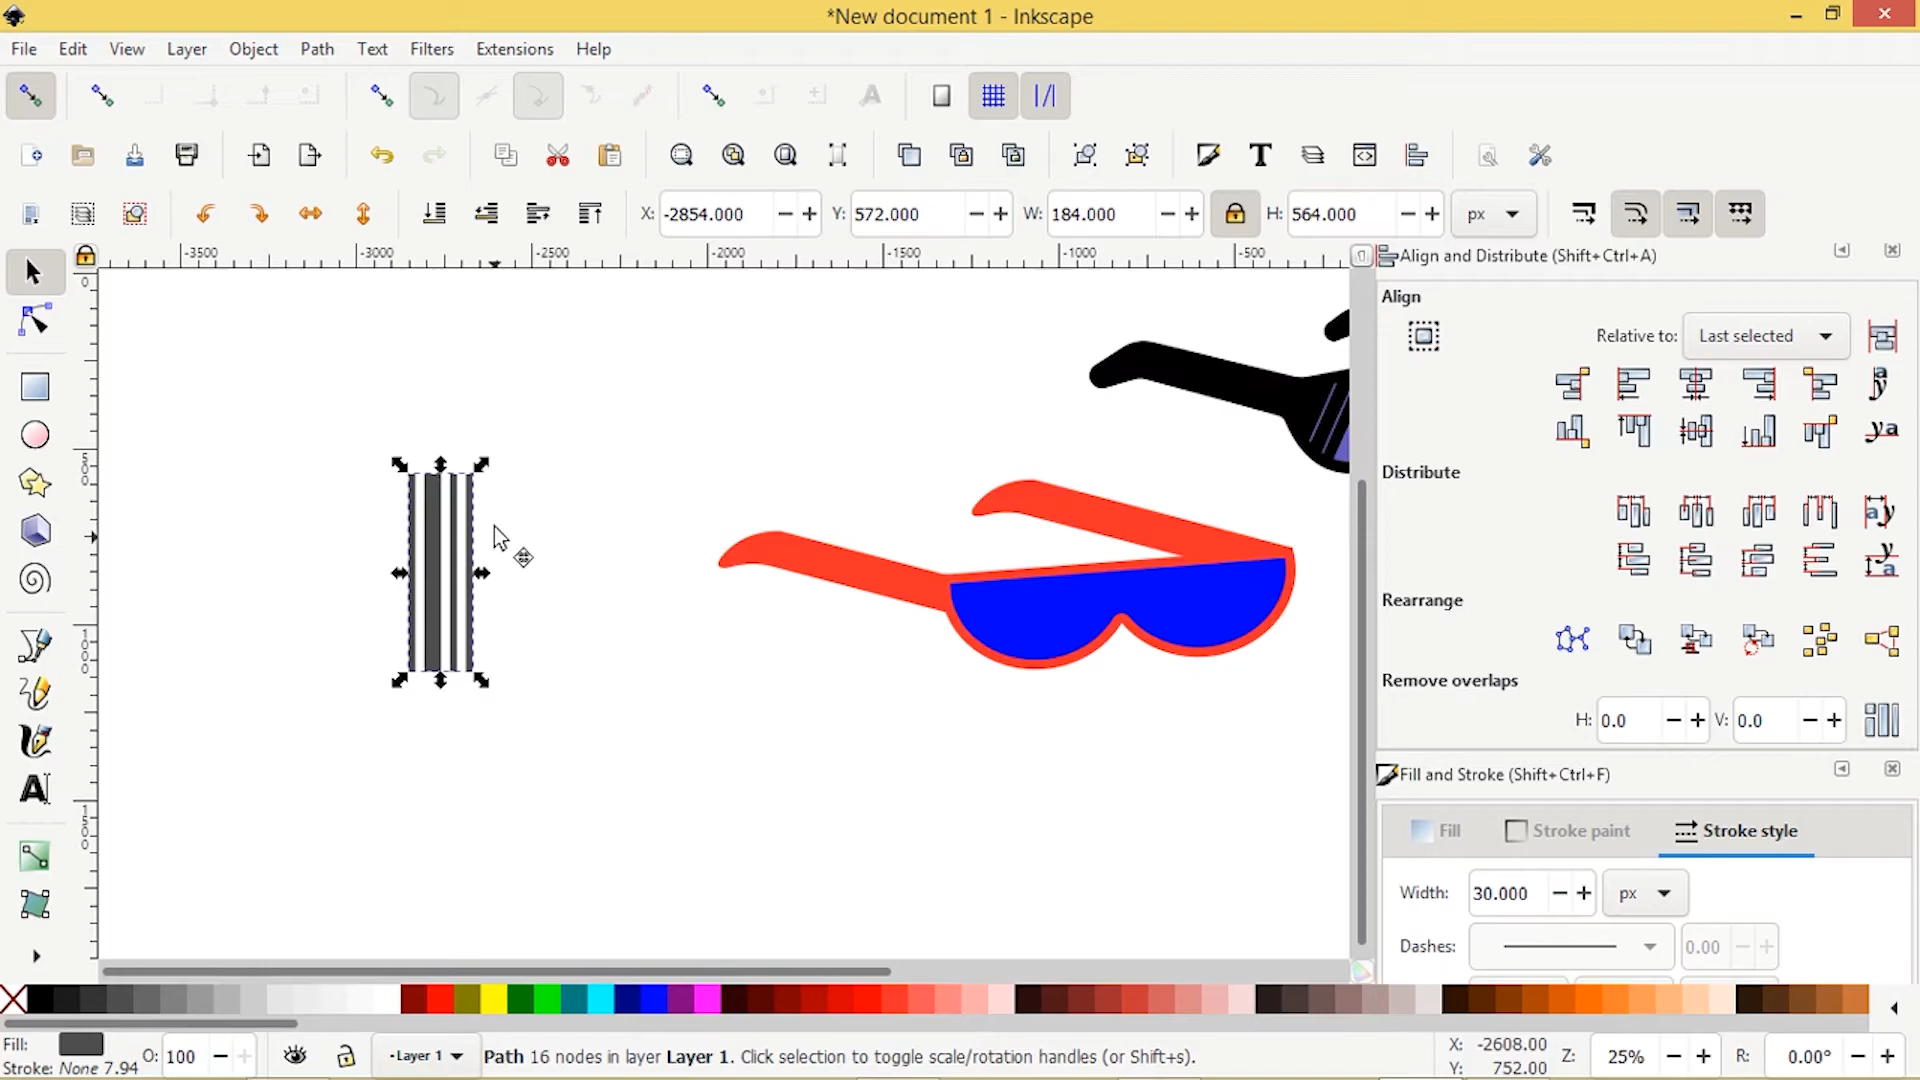 *New document 1 - Inkscape
File Edit View Layer Object Path Text Filters Extensions Help
X: -2854.000 Y: 572.000 W: 184.000 H: 564.000 px
-3500 -3000 -2500 -2000 -1500 -1000 -500
0
500
1000
1500
Align and Distribute (Shift+Ctrl+A)
Align
Relative to: Last selected
Distribute
Rearrange
Remove overlaps
H: 0.0 V: 0.0
Fill and Stroke (Shift+Ctrl+F)
Fill Stroke paint Stroke style
Width: 30.000 px
Dashes: 0.00
Fill:
Stroke: None 7.94
O: 100
Layer 1
Path 16 nodes in layer Layer 1. Click selection to toggle scale/rotation handles (or Shift+s).
X: -2608.00
Y: 752.00
Z: 25% R: 0.00°